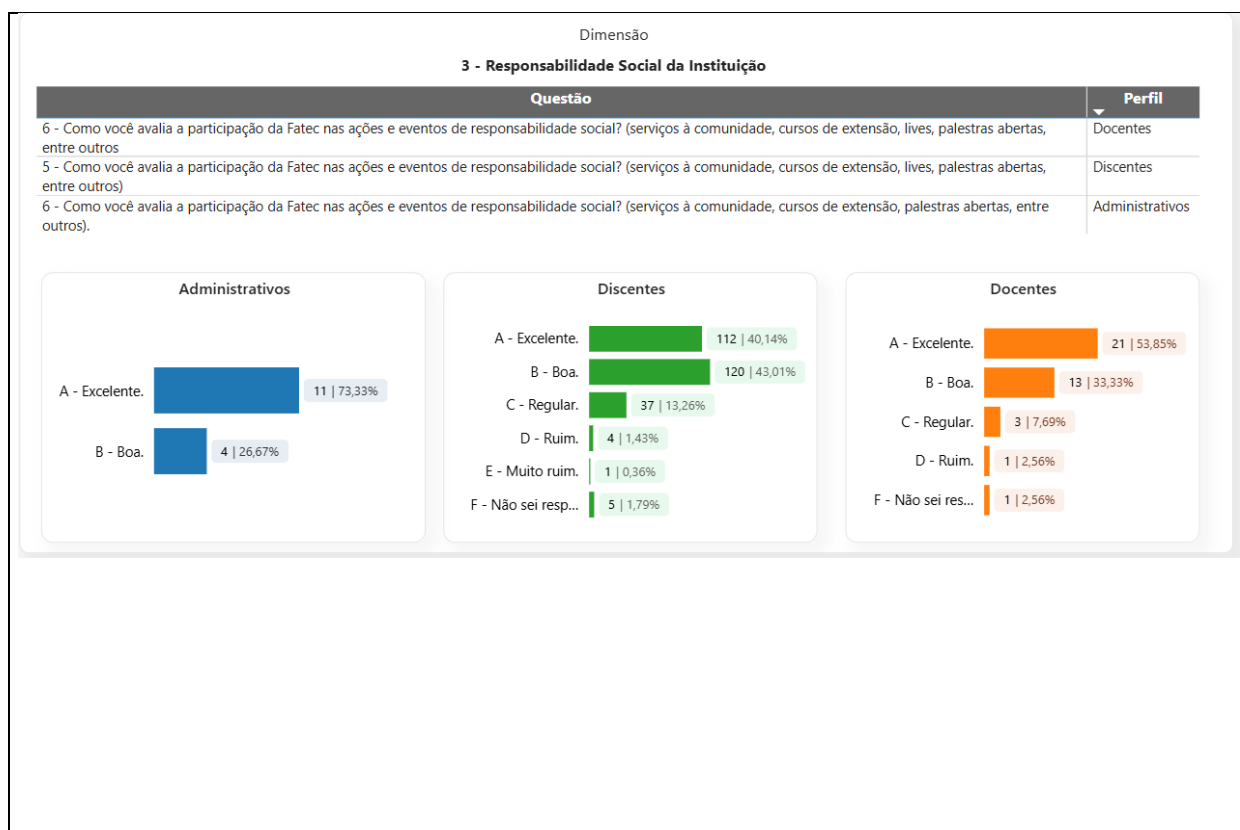 Dimensão
3 - Responsabilidade Social da Instituição
Questão Perfil
6 - Como você avalia a participação da Fatec nas ações e eventos de responsabilidade social? (serviços à comunidade, cursos de extensão, lives, palestras abertas, Docentes
entre outros
5 - Como você avalia a participação da Fatec nas ações e eventos de responsabilidade social? (serviços à comunidade, cursos de extensão, lives, palestras abertas, Discentes
entre outros)
6 - Como você avalia a participação da Fatec nas ações e eventos de responsabilidade social? (serviços à comunidade, cursos de extensão, palestras abertas, entre Administrativos
outros).
Administrativos
A - Excelente. 11 | 73,33%
B - Boa. 4 | 26,67%
Discentes
A - Excelente. 112 | 40,14%
B - Boa. 120 | 43,01%
C - Regular. 37 | 13,26%
D - Ruim. 4 | 1,43%
E - Muito ruim. 1 | 0,36%
F - Não sei resp... 5 | 1,79%
Docentes
A - Excelente. 21 | 53,85%
B - Boa. 13 | 33,33%
C - Regular. 3 | 7,69%
D - Ruim. 1 | 2,56%
F - Não sei res... 1 | 2,56%